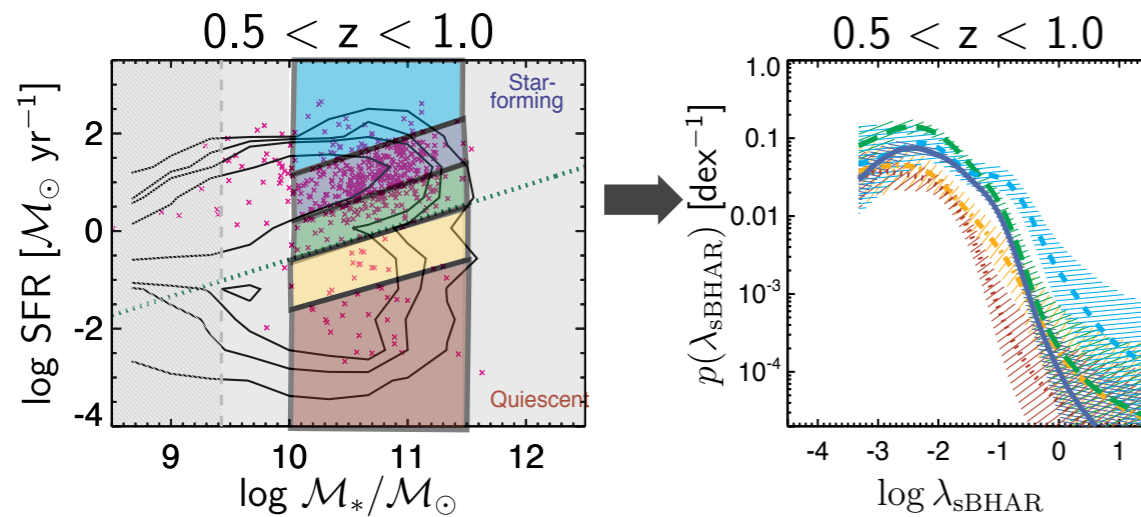 0.5 < z < 1.0
log SFR [ℳ⊙ yr⁻¹]
2
0
-2
-4
Star-
forming
Quiescent
9 10 11 12
log ℳ*/ℳ⊙
0.5 < z < 1.0
p(λsBHAR) [dex⁻¹]
1.0
0.1
0.01
10⁻³
10⁻⁴
-4 -3 -2 -1 0 1
log λsBHAR